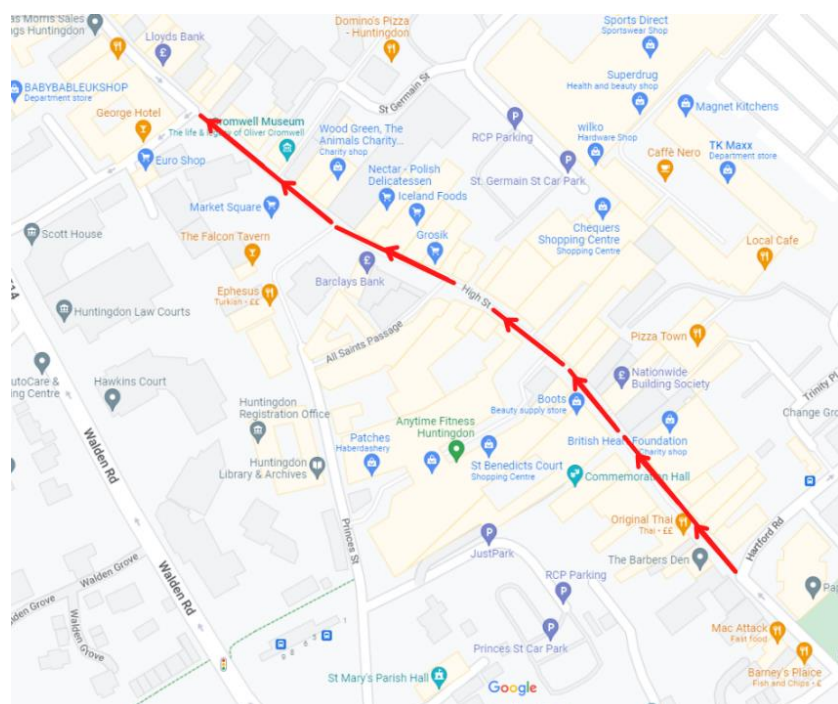 as Morris Sales
ngs Huntingdon
Lloyds Bank
Domino's Pizza
- Huntingdon
Sports Direct
Sportswear Shop
BABYBABLEUKSHOP
Department store
George Hotel
Euro Shop
Cromwell Museum
The life & legacy of Oliver Cromwell
St Germain St
Superdrug
Health and beauty shop
Magnet Kitchens
Wood Green, The
Animals Charity...
Charity shop
RCP Parking
wilko
Hardware Shop
Caffè Nero
TK Maxx
Department store
Nectar - Polish
Delicatessen
Iceland Foods
St. Germain St Car Park
Market Square
Scott House
The Falcon Tavern
Grosik
Chequers
Shopping Centre
Shopping Centre
Local Cafe
Barclays Bank
Ephesus
Turkish - ££
High St
Huntingdon Law Courts
All Saints Passage
Pizza Town
Nationwide
Building Society
Trinity Pl
utoCare &
ng Centre
Hawkins Court
Huntingdon
Registration Office
Boots
Beauty supply store
Change Gro
Anytime Fitness
Huntingdon
Patches
Haberdashery
British Heart Foundation
Charity shop
Walden Rd
Huntingdon
Library & Archives
St Benedicts Court
Shopping Centre
Commemoration Hall
Original Thai
Thai - ££
Hartford Rd
Princes St
JustPark
The Barbers Den
RCP Parking
Walden Grove
Walden Grove
lden Grove
Walden Grove
Walden Rd
Mac Attack
Fast food
Princes St Car Park
St Mary's Parish Hall
Google
Barney's Plaice
Fish and Chips - £